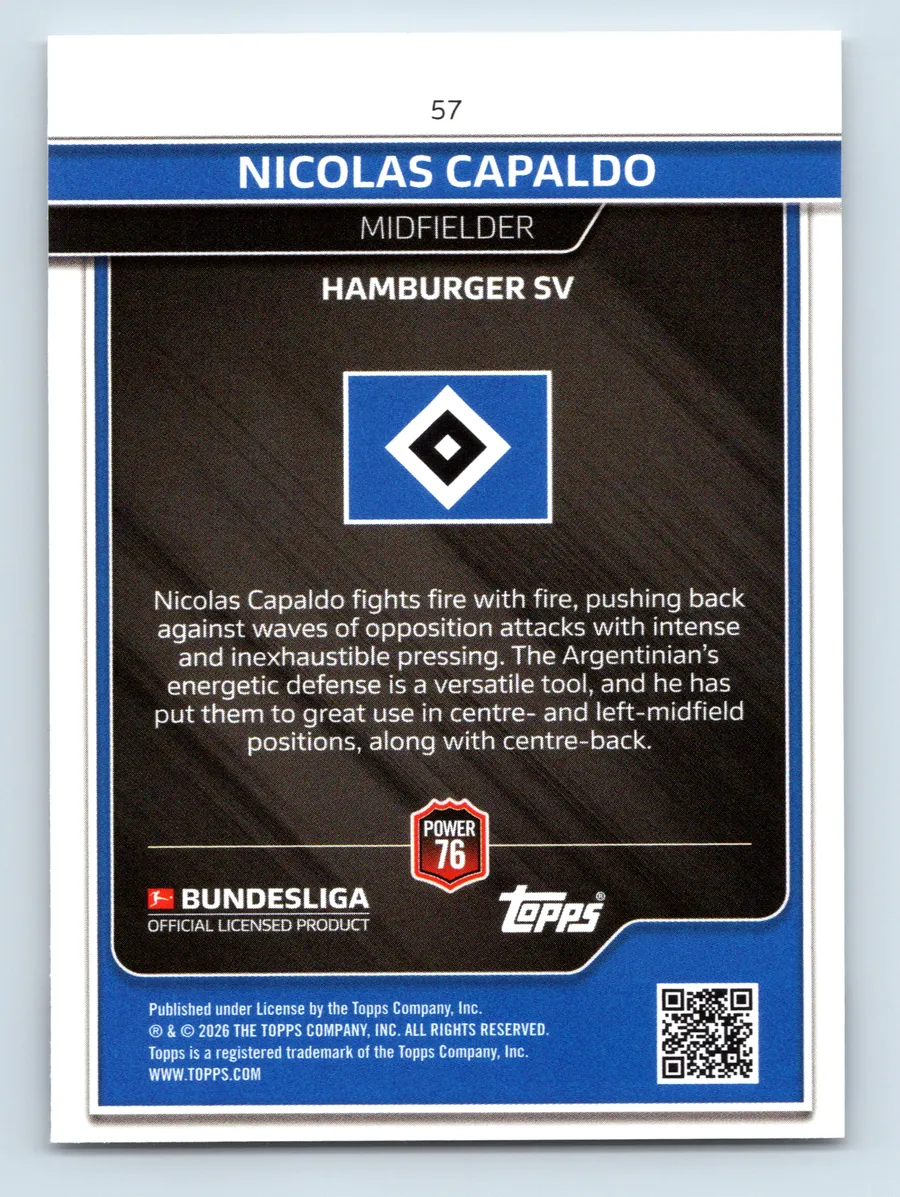 57
NICOLAS CAPALDO
MIDFIELDER
HAMBURGER SV
Nicolas Capaldo fights fire with fire, pushing back
against waves of opposition attacks with intense
and inexhaustible pressing. The Argentinian's
energetic defense is a versatile tool, and he has
put them to great use in centre- and left-midfield
positions, along with centre-back.
POWER
76
BUNDESLIGA
OFFICIAL LICENSED PRODUCT
Topps®
Published under License by the Topps Company, Inc.
® & © 2026 THE TOPPS COMPANY, INC. ALL RIGHTS RESERVED.
Topps is a registered trademark of the Topps Company, Inc.
WWW.TOPPS.COM